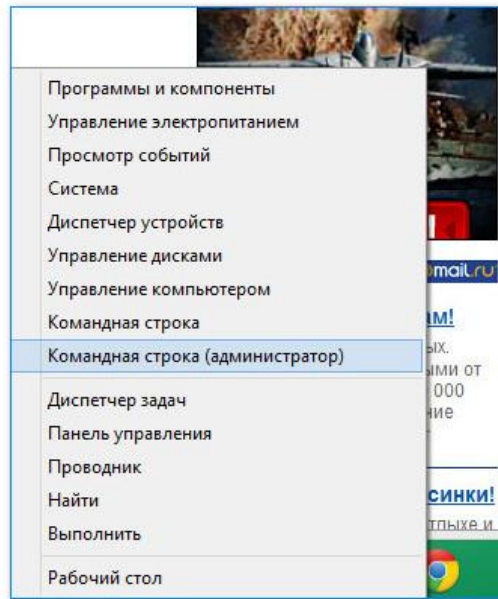 Программы и компоненты
Управление электропитанием
Просмотр событий
Система
Диспетчер устройств
Управление дисками
Управление компьютером
Командная строка
Командная строка (администратор)
Диспетчер задач
Панель управления
Проводник
Найти
Выполнить
Рабочий стол
mail.ru
ам!
ых.
ыми от
000
ние
синки!
тлыхе и